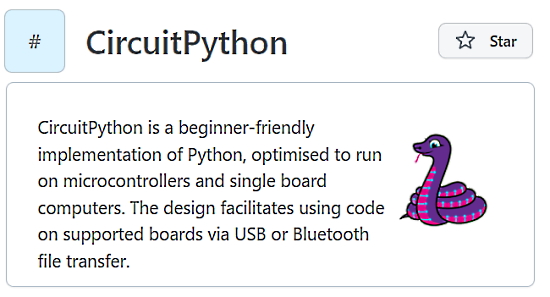 # CircuitPython
Star
CircuitPython is a beginner-friendly
implementation of Python, optimised to run
on microcontrollers and single board
computers. The design facilitates using code
on supported boards via USB or Bluetooth
file transfer.